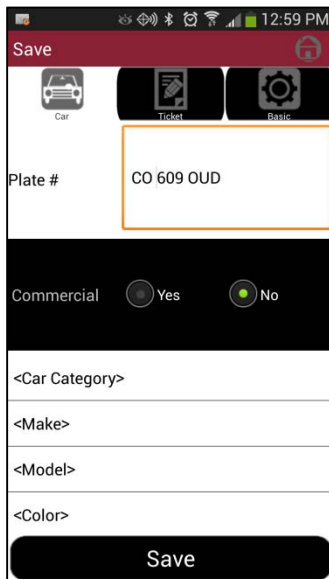 12:59 PM
Save
Car
Ticket
Basic
Plate #
CO 609 OUD
Commercial
Yes
No
<Car Category>
<Make>
<Model>
<Color>
Save